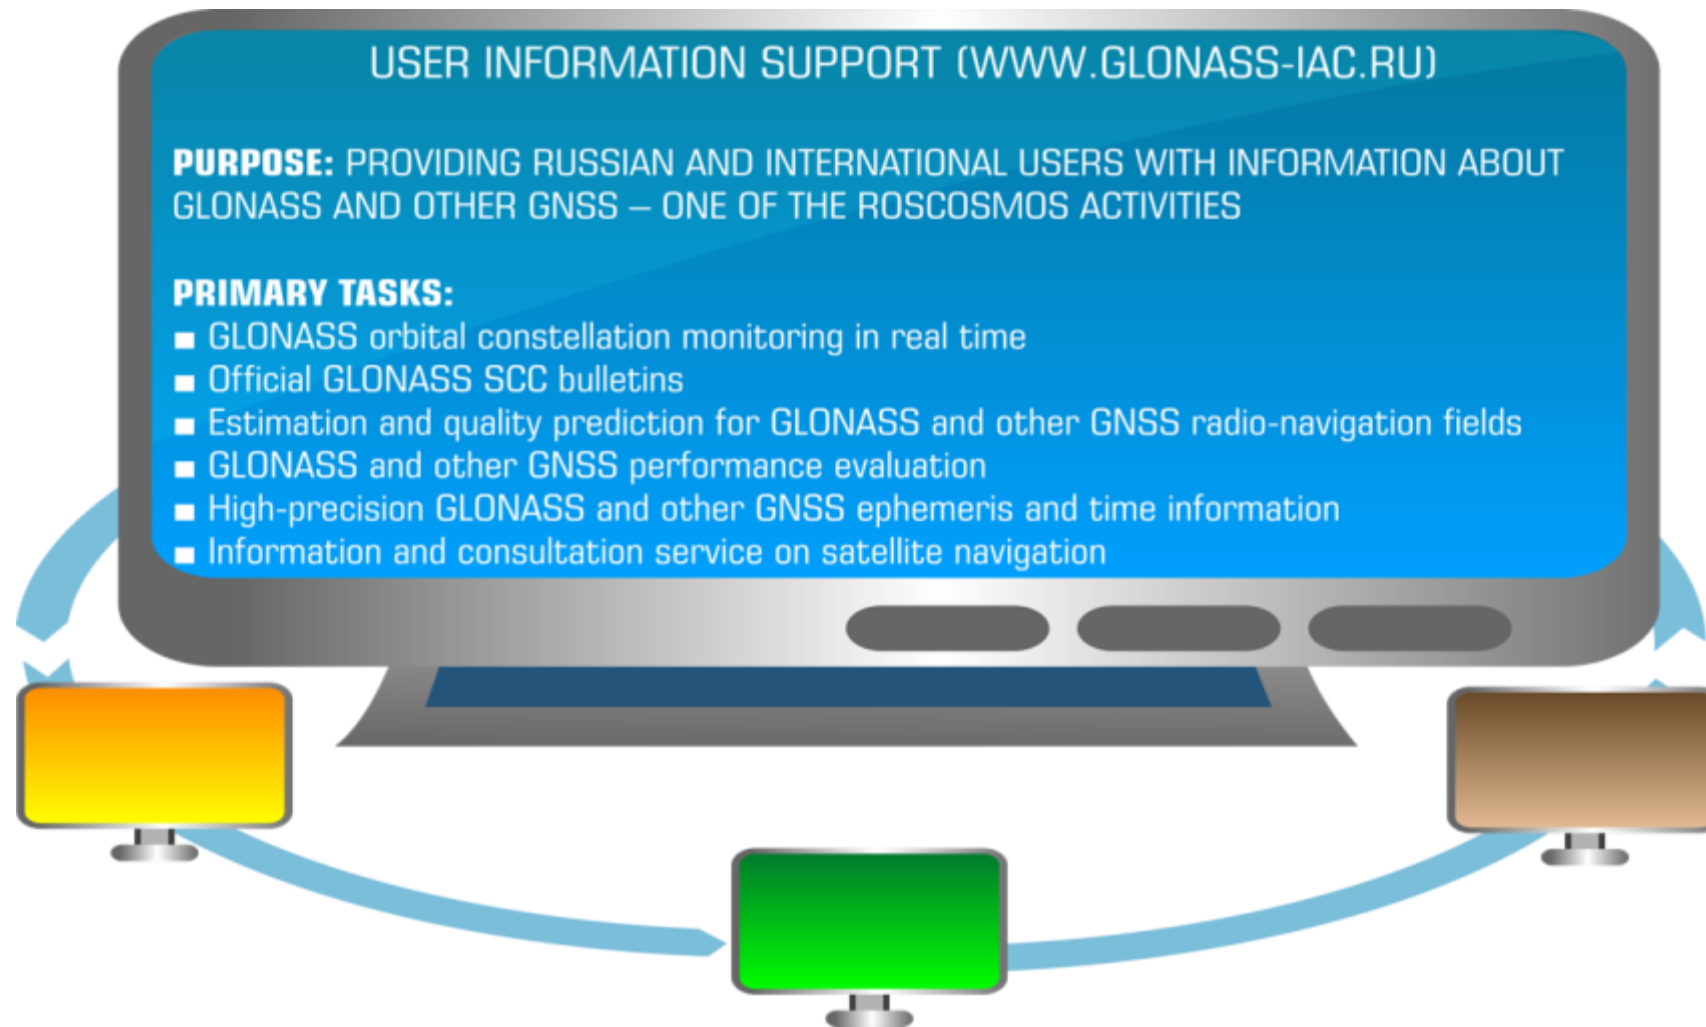 USER INFORMATION SUPPORT (WWW.GLONASS-IAC.RU)
PURPOSE: PROVIDING RUSSIAN AND INTERNATIONAL USERS WITH INFORMATION ABOUT
GLONASS AND OTHER GNSS – ONE OF THE ROSCOSMOS ACTIVITIES
PRIMARY TASKS:
■ GLONASS orbital constellation monitoring in real time
■ Official GLONASS SCC bulletins
■ Estimation and quality prediction for GLONASS and other GNSS radio-navigation fields
■ GLONASS and other GNSS performance evaluation
■ High-precision GLONASS and other GNSS ephemeris and time information
■ Information and consultation service on satellite navigation